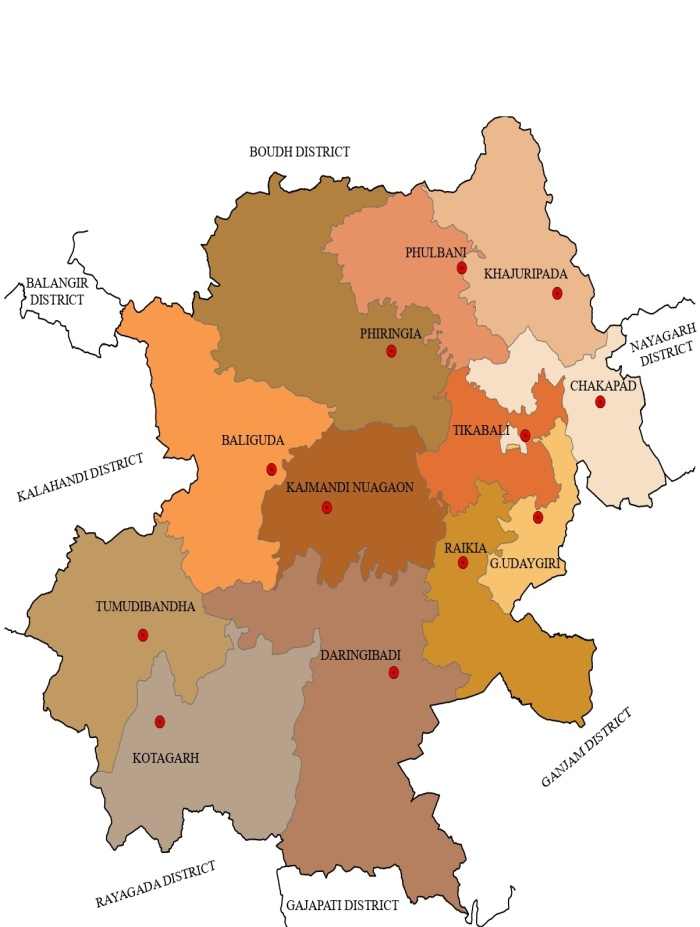 BOUDH DISTRICT
PHULBANI
KHAJURIPADA
BALANGIR
DISTRICT
NAYAGARH
DISTRICT
PHIRINGIA
CHAKAPAD
TIKABALI
BALIGUDA
KALAHANDI DISTRICT
KAJMANDI NUAGAON
RAIKIA
G.UDAYGIRI
TUMUDIBANDHA
DARINGIBADI
KOTAGARH
GANJAM DISTRICT
RAYAGADA DISTRICT
GAJAPATI DISTRICT